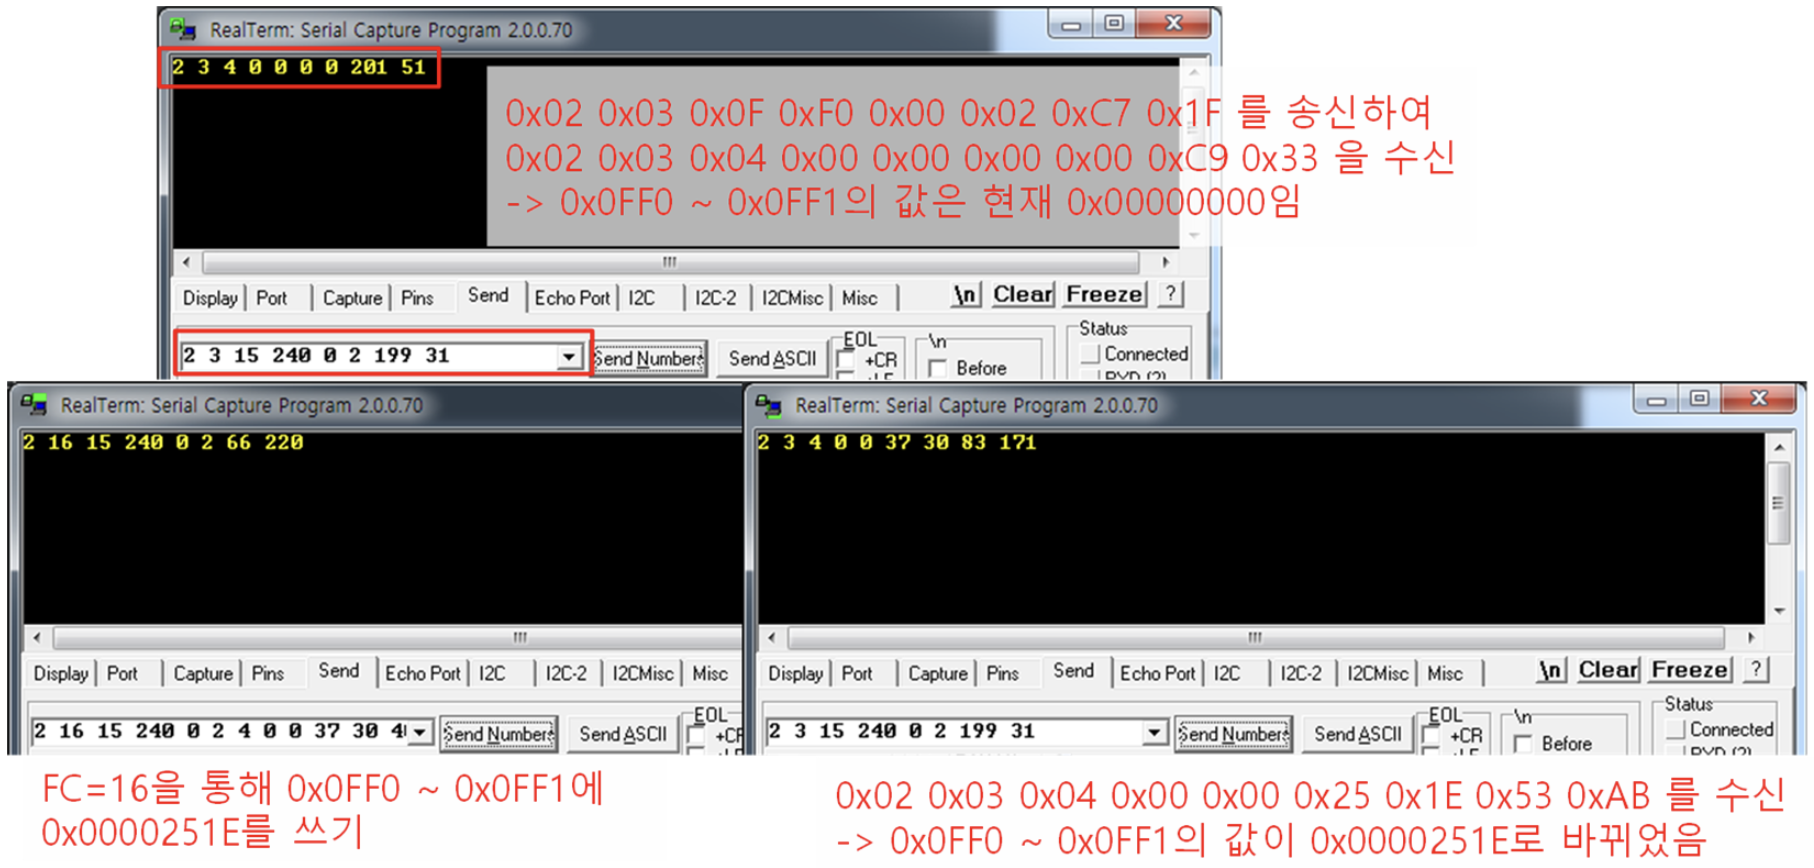 RealTerm: Serial Capture Program 2.0.0.70
2 3 4 0 0 0 0 201 51
0x02 0x03 0x0F 0xF0 0x00 0x02 0xC7 0x1F 를 송신하여
0x02 0x03 0x04 0x00 0x00 0x00 0x00 0xC9 0x33 을 수신
-> 0x0FF0 ~ 0x0FF1의 값은 현재 0x00000000임
Display Port Capture Pins Send Echo Port I2C I2C-2 I2CMisc Misc \n Clear Freeze ?
2 3 15 240 0 2 199 31 Send Numbers Send ASCII EOL +CR \n Before Status Connected
RealTerm: Serial Capture Program 2.0.0.70
2 16 15 240 0 2 66 220
Display Port Capture Pins Send Echo Port I2C I2C-2 I2CMisc Misc
2 16 15 240 0 2 4 0 0 37 30 Send Numbers Send ASCII EOL
FC=16을 통해 0x0FF0 ~ 0x0FF1에
0x0000251E를 쓰기
RealTerm: Serial Capture Program 2.0.0.70
2 3 4 0 0 37 30 83 171
Display Port Capture Pins Send Echo Port I2C I2C-2 I2CMisc Misc \n Clear Freeze ?
2 3 15 240 0 2 199 31 Send Numbers Send ASCII EOL +CR \n Before Status Connected
0x02 0x03 0x04 0x00 0x00 0x25 0x1E 0x53 0xAB 를 수신
-> 0x0FF0 ~ 0x0FF1의 값이 0x0000251E로 바뀌었음